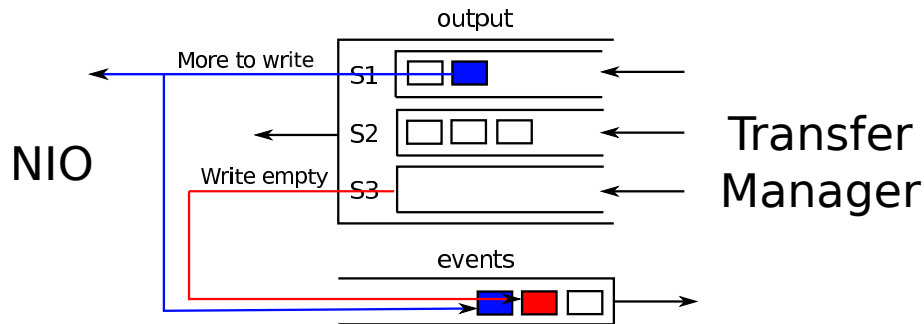 output
More to write
S1
S2
Transfer
Manager
NIO
Write empty
S3
events